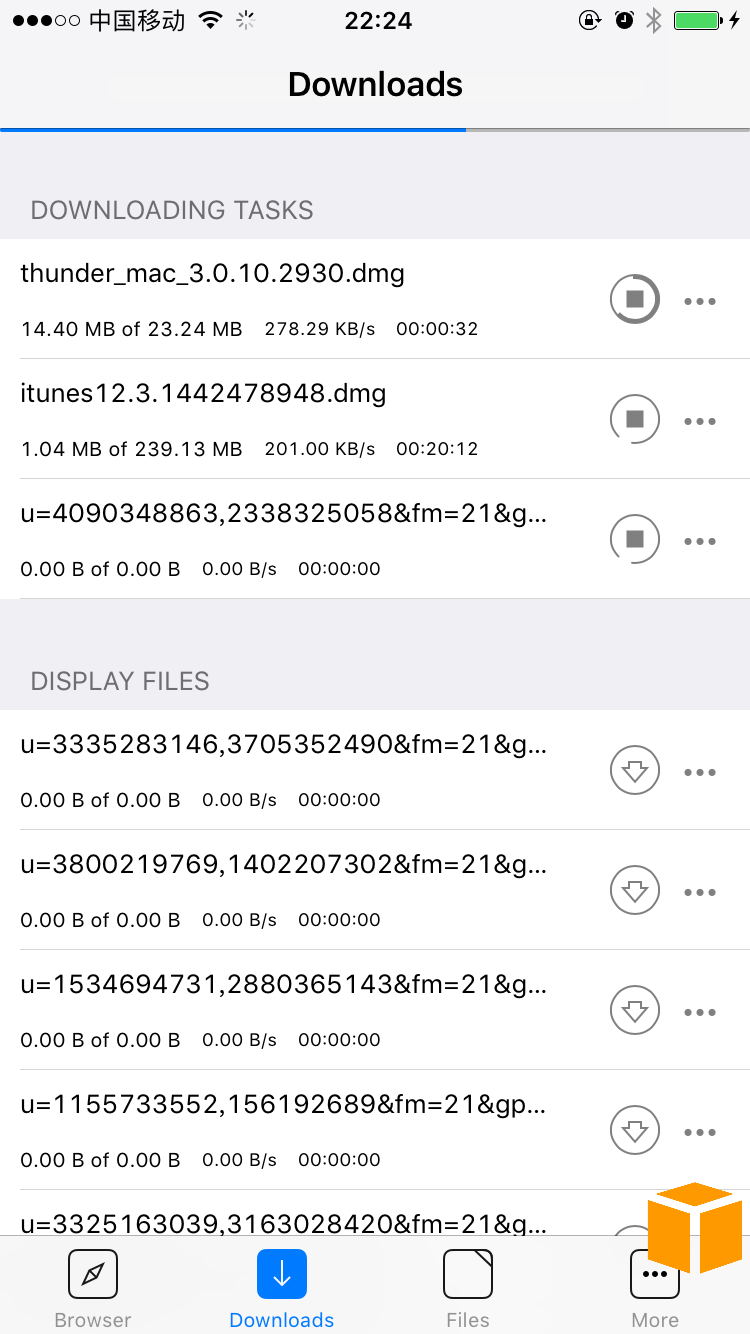 中国移动 22:24
Downloads
DOWNLOADING TASKS
thunder_mac_3.0.10.2930.dmg
14.40 MB of 23.24 MB 278.29 KB/s 00:00:32
itunes12.3.1442478948.dmg
1.04 MB of 239.13 MB 201.00 KB/s 00:20:12
u=4090348863,2338325058&fm=21&g...
0.00 B of 0.00 B 0.00 B/s 00:00:00
DISPLAY FILES
u=3335283146,3705352490&fm=21&g...
0.00 B of 0.00 B 0.00 B/s 00:00:00
u=3800219769,1402207302&fm=21&g...
0.00 B of 0.00 B 0.00 B/s 00:00:00
u=1534694731,2880365143&fm=21&g...
0.00 B of 0.00 B 0.00 B/s 00:00:00
u=1155733552,156192689&fm=21&gp...
0.00 B of 0.00 B 0.00 B/s 00:00:00
u=3325163039,3163028420&fm=21&g...
Browser Downloads Files More